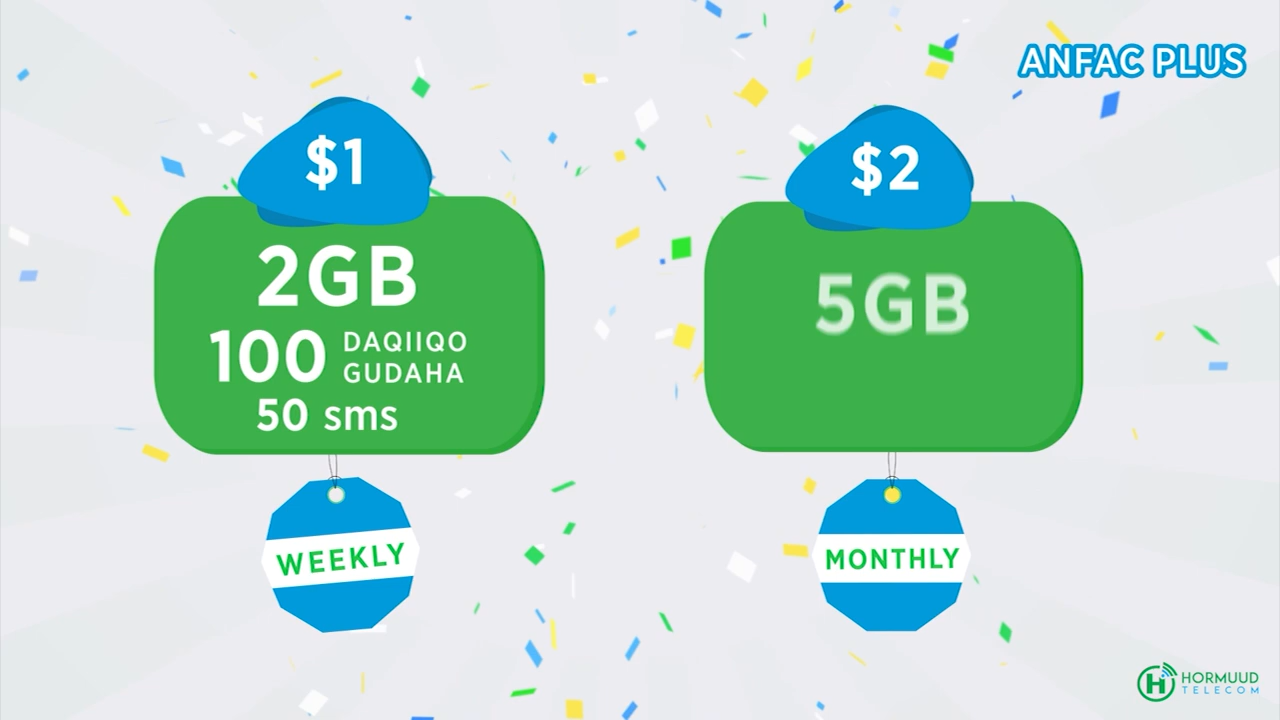 ANFAC PLUS
$1
2GB
100 DAQIIQO
GUDAHA
50 sms
WEEKLY
$2
5GB
MONTHLY
HORMUUD
TELECOM